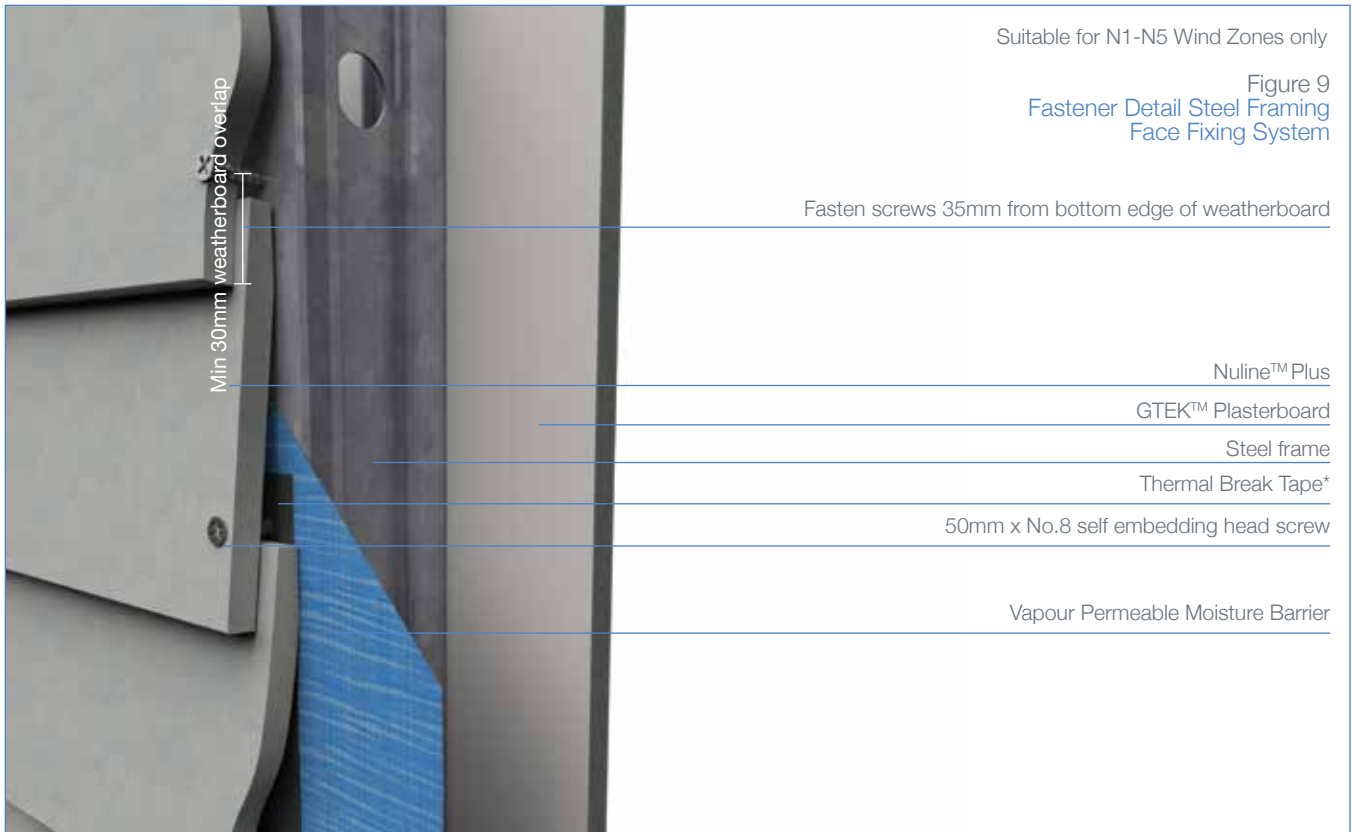 Suitable for N1-N5 Wind Zones only
Figure 9
Fastener Detail Steel Framing
Face Fixing System
Min 30mm weatherboard overlap
Fasten screws 35mm from bottom edge of weatherboard
Nuline™ Plus
GTEK™ Plasterboard
Steel frame
Thermal Break Tape*
50mm x No.8 self embedding head screw
Vapour Permeable Moisture Barrier